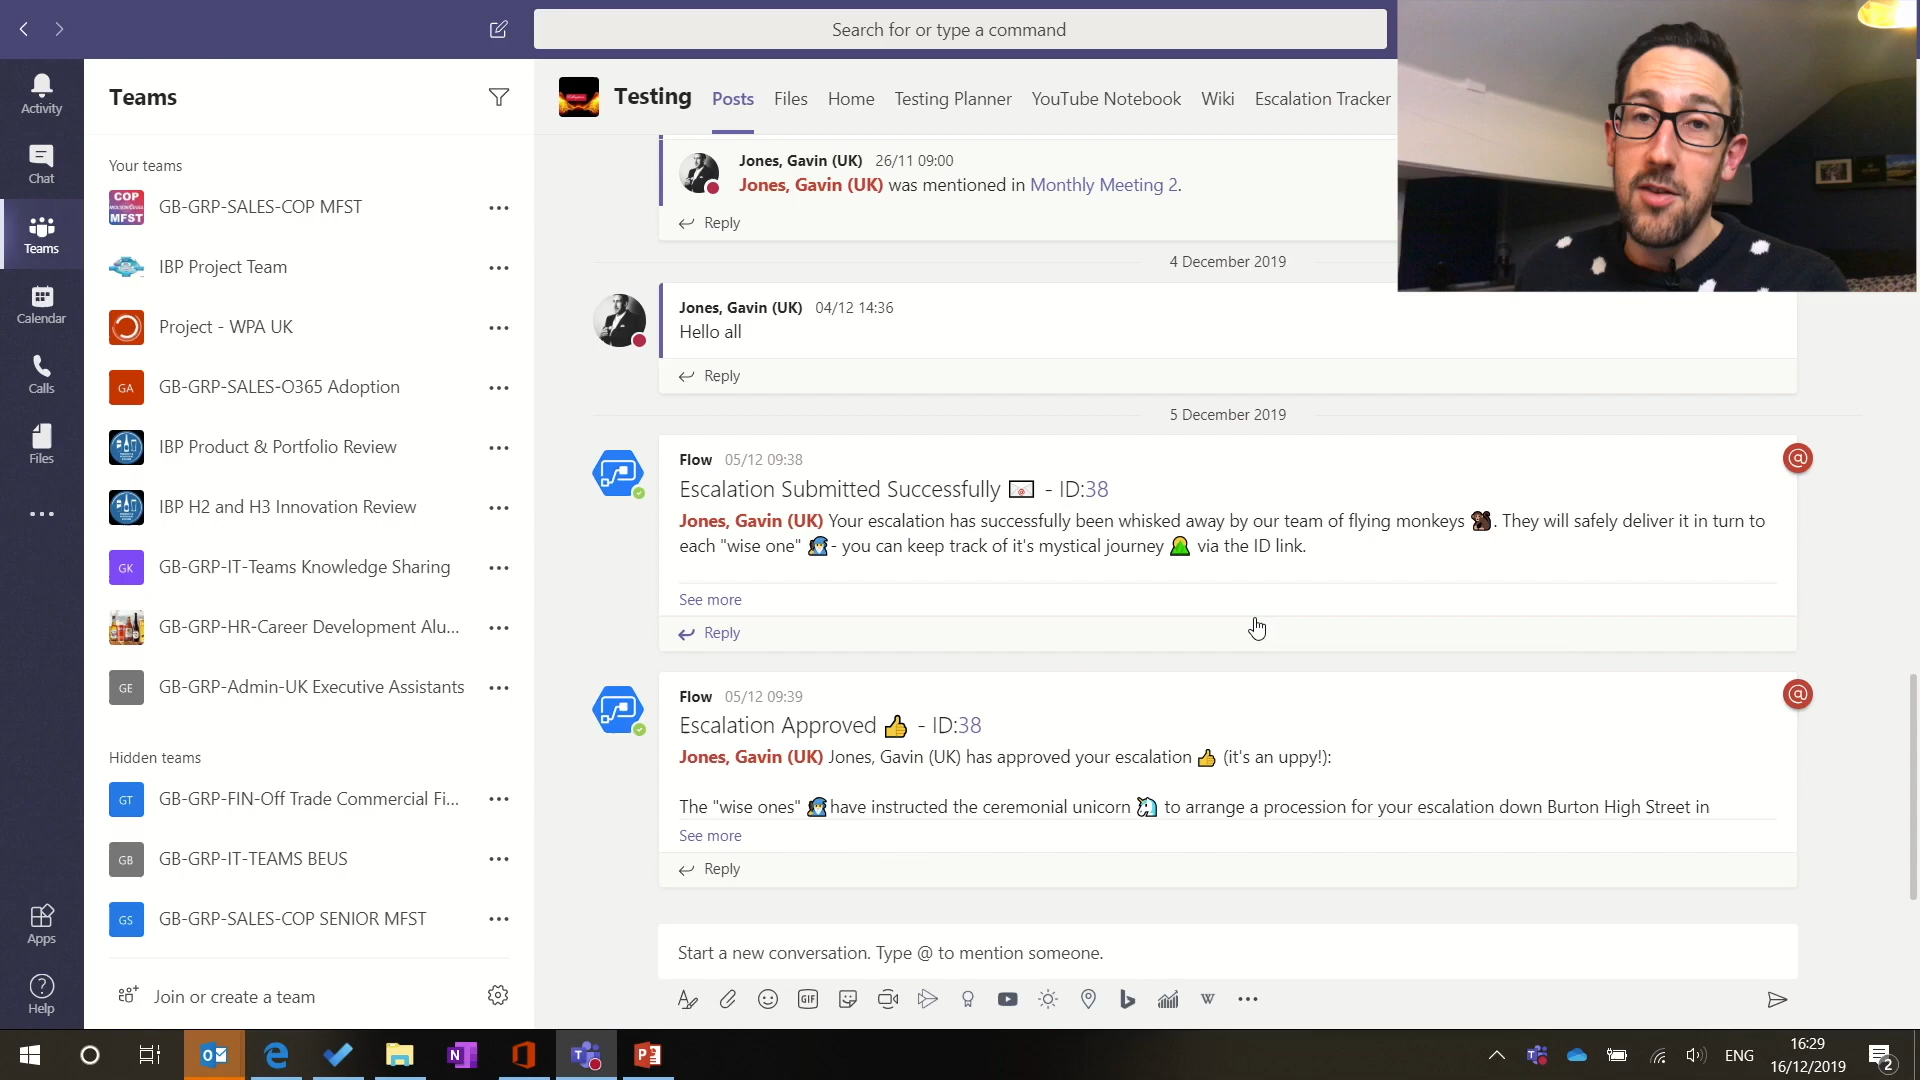 Search for or type a command
Activity
Chat
Teams
Calendar
Calls
Files
Apps
Help
Teams
Your teams
COP
MFST
GB-GRP-SALES-COP MFST
IBP Project Team
Project - WPA UK
GA
GB-GRP-SALES-O365 Adoption
IBP Product & Portfolio Review
IBP H2 and H3 Innovation Review
GK
GB-GRP-IT-Teams Knowledge Sharing
GB-GRP-HR-Career Development Alu...
GE
GB-GRP-Admin-UK Executive Assistants
Hidden teams
GT
GB-GRP-FIN-Off Trade Commercial Fi...
GB
GB-GRP-IT-TEAMS BEUS
GS
GB-GRP-SALES-COP SENIOR MFST
Join or create a team
Testing Posts Files Home Testing Planner YouTube Notebook Wiki Escalation Tracker
Jones, Gavin (UK) 26/11 09:00
Jones, Gavin (UK) was mentioned in Monthly Meeting 2.
Reply
4 December 2019
Jones, Gavin (UK) 04/12 14:36
Hello all
Reply
5 December 2019
Flow 05/12 09:38
Escalation Submitted Successfully - ID:38
Jones, Gavin (UK) Your escalation has successfully been whisked away by our team of flying monkeys 🐒. They will safely deliver it in turn to
each "wise one" - you can keep track of it's mystical journey via the ID link.
See more
Reply
Flow 05/12 09:39
Escalation Approved 👍 - ID:38
Jones, Gavin (UK) Jones, Gavin (UK) has approved your escalation 👍 (it's an uppy!):
The "wise ones" have instructed the ceremonial unicorn 🦄 to arrange a procession for your escalation down Burton High Street in
See more
Reply
Start a new conversation. Type @ to mention someone.
GIF
W
ENG
16:29
16/12/2019
2